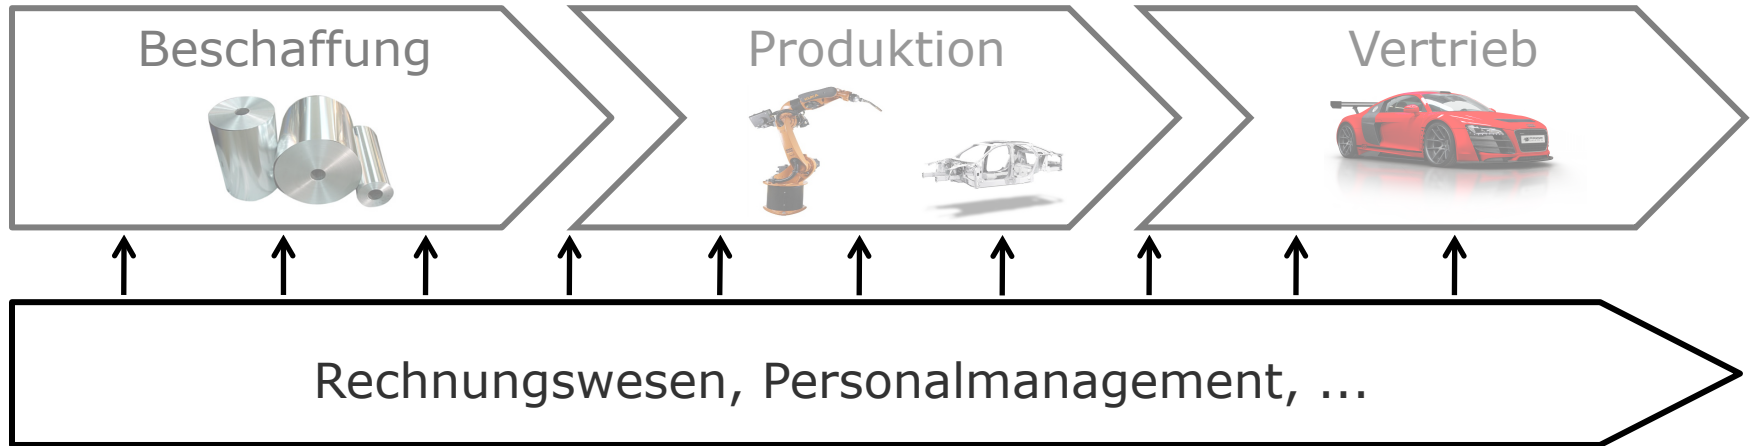 Beschaffung
Produktion
Vertrieb
Rechnungswesen, Personalmanagement, ...